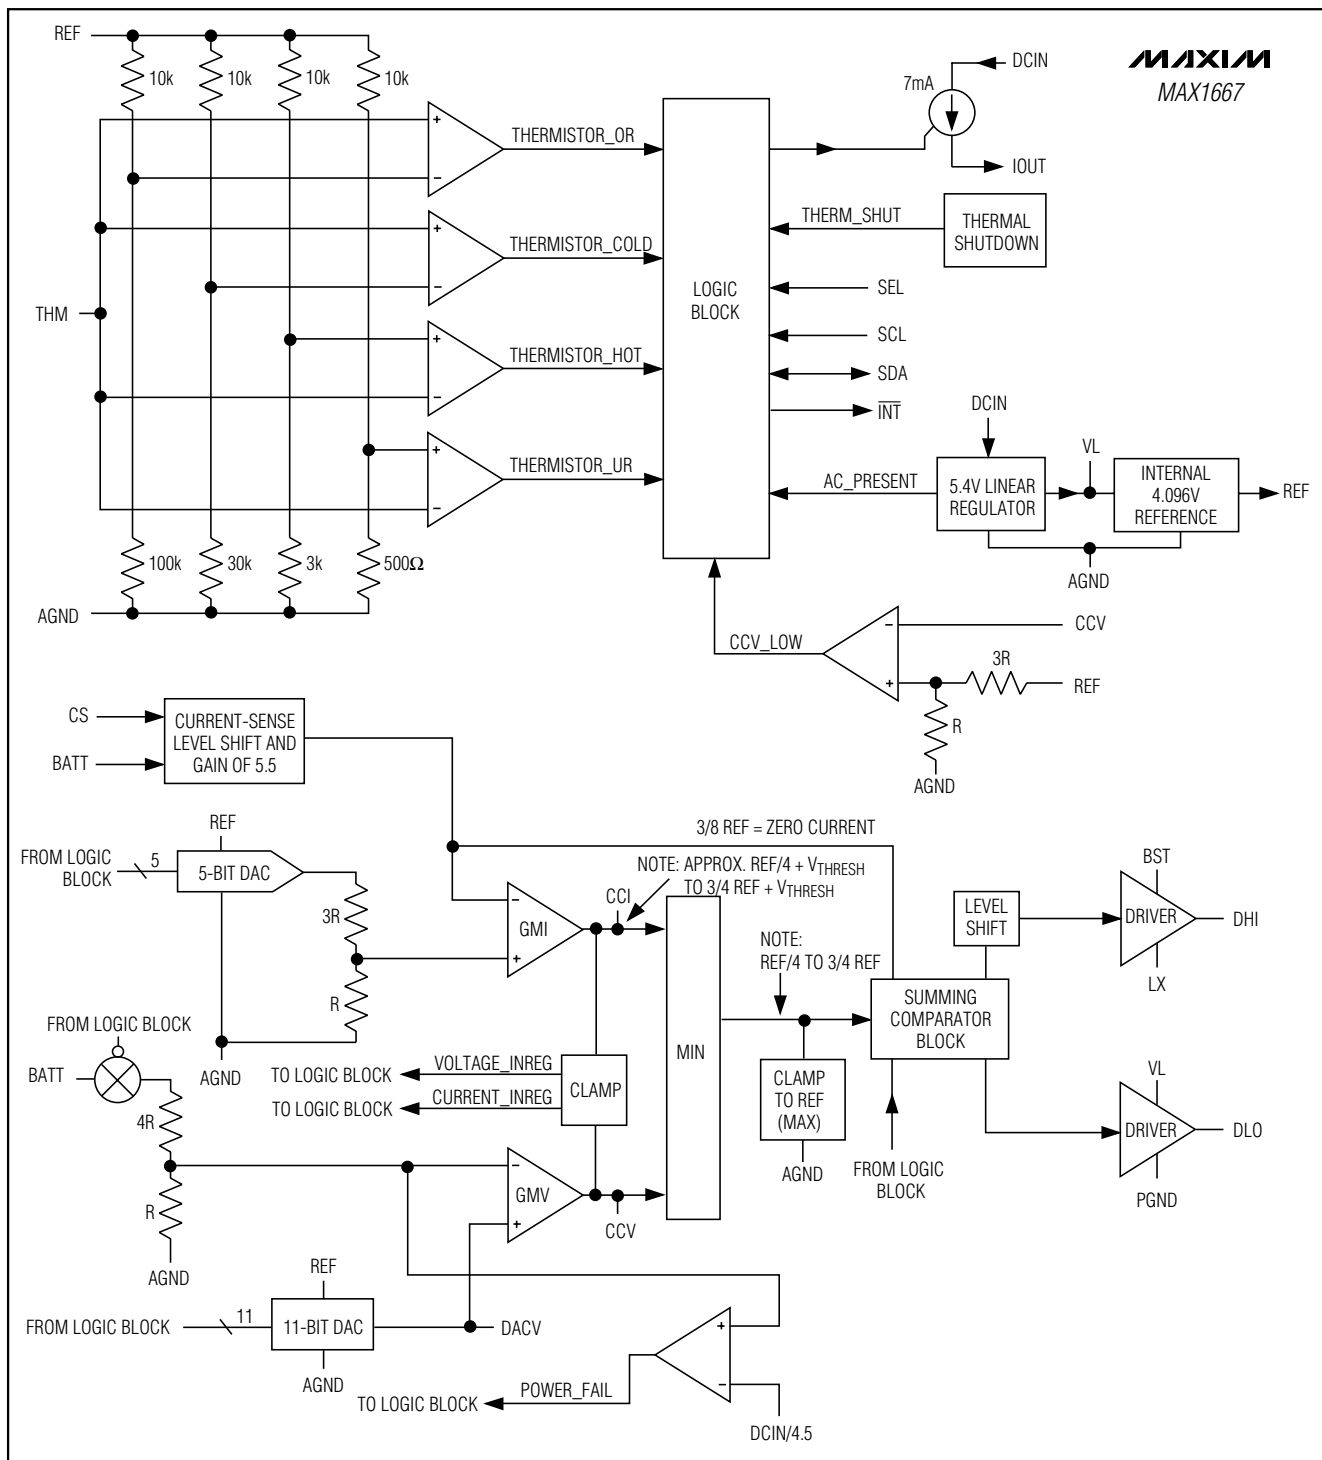 REF
10k
10k
10k
10k
+
−
THERMISTOR_OR
+
−
THERMISTOR_COLD
THM
+
−
THERMISTOR_HOT
+
−
THERMISTOR_UR
100k
30k
3k
500Ω
AGND
LOGIC
BLOCK
7mA
DCIN
IOUT
MAXIM
MAX1667
THERM_SHUT
THERMAL
SHUTDOWN
SEL
SCL
SDA
INT
DCIN
AC_PRESENT
5.4V LINEAR
REGULATOR
VL
INTERNAL
4.096V
REFERENCE
REF
AGND
CCV_LOW
−
+
CCV
3R
REF
R
AGND
CS
BATT
CURRENT-SENSE
LEVEL SHIFT AND
GAIN OF 5.5
3/8 REF = ZERO CURRENT
REF
FROM LOGIC
BLOCK
5
5-BIT DAC
3R
R
AGND
−
+
GMI
CCI
NOTE: APPROX. REF/4 + VTHRESH
TO 3/4 REF + VTHRESH
NOTE:
REF/4 TO 3/4 REF
MIN
LEVEL
SHIFT
BST
DRIVER
DHI
LX
SUMMING
COMPARATOR
BLOCK
FROM LOGIC BLOCK
BATT
4R
R
AGND
TO LOGIC BLOCK
VOLTAGE_INREG
TO LOGIC BLOCK
CURRENT_INREG
CLAMP
CLAMP
TO REF
(MAX)
AGND
FROM LOGIC
BLOCK
VL
DRIVER
DLO
PGND
−
+
GMV
CCV
REF
FROM LOGIC BLOCK
11
11-BIT DAC
DACV
AGND
TO LOGIC BLOCK
POWER_FAIL
+
−
DCIN/4.5